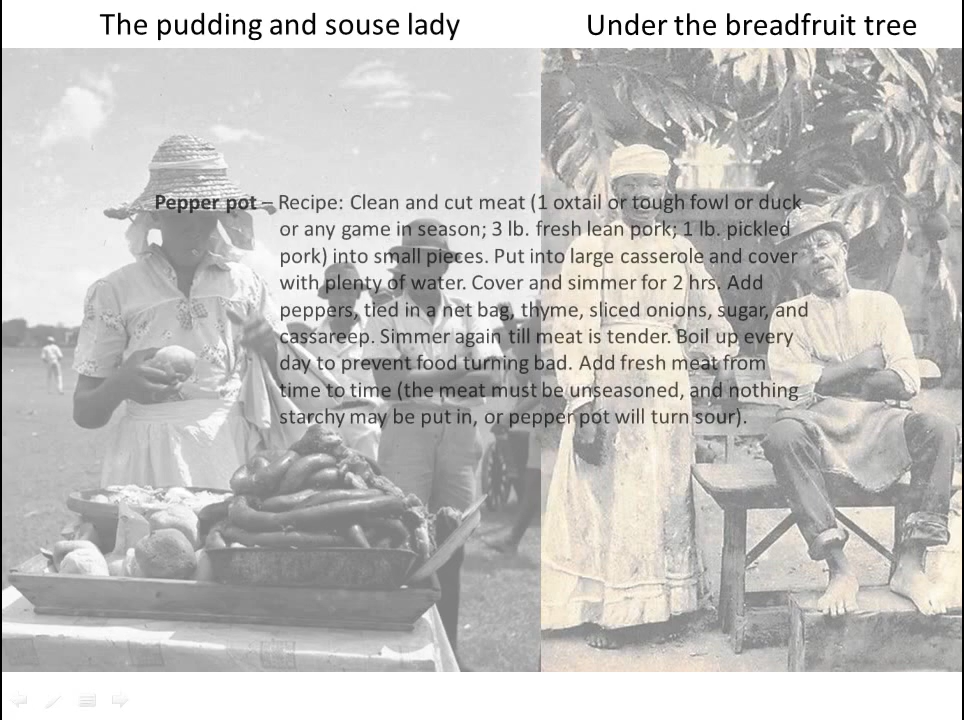 The pudding and souse lady
Under the breadfruit tree
Pepper pot – Recipe: Clean and cut meat (1 oxtail or tough fowl or duck
or any game in season; 3 lb. fresh lean pork; 1 lb. pickled
pork) into small pieces. Put into large casserole and cover
with plenty of water. Cover and simmer for 2 hrs. Add
peppers, tied in a net bag, thyme, sliced onions, sugar, and
cassareep. Simmer again till meat is tender. Boil up every
day to prevent food turning bad. Add fresh meat from
time to time (the meat must be unseasoned, and nothing
starchy may be put in, or pepper pot will turn sour).